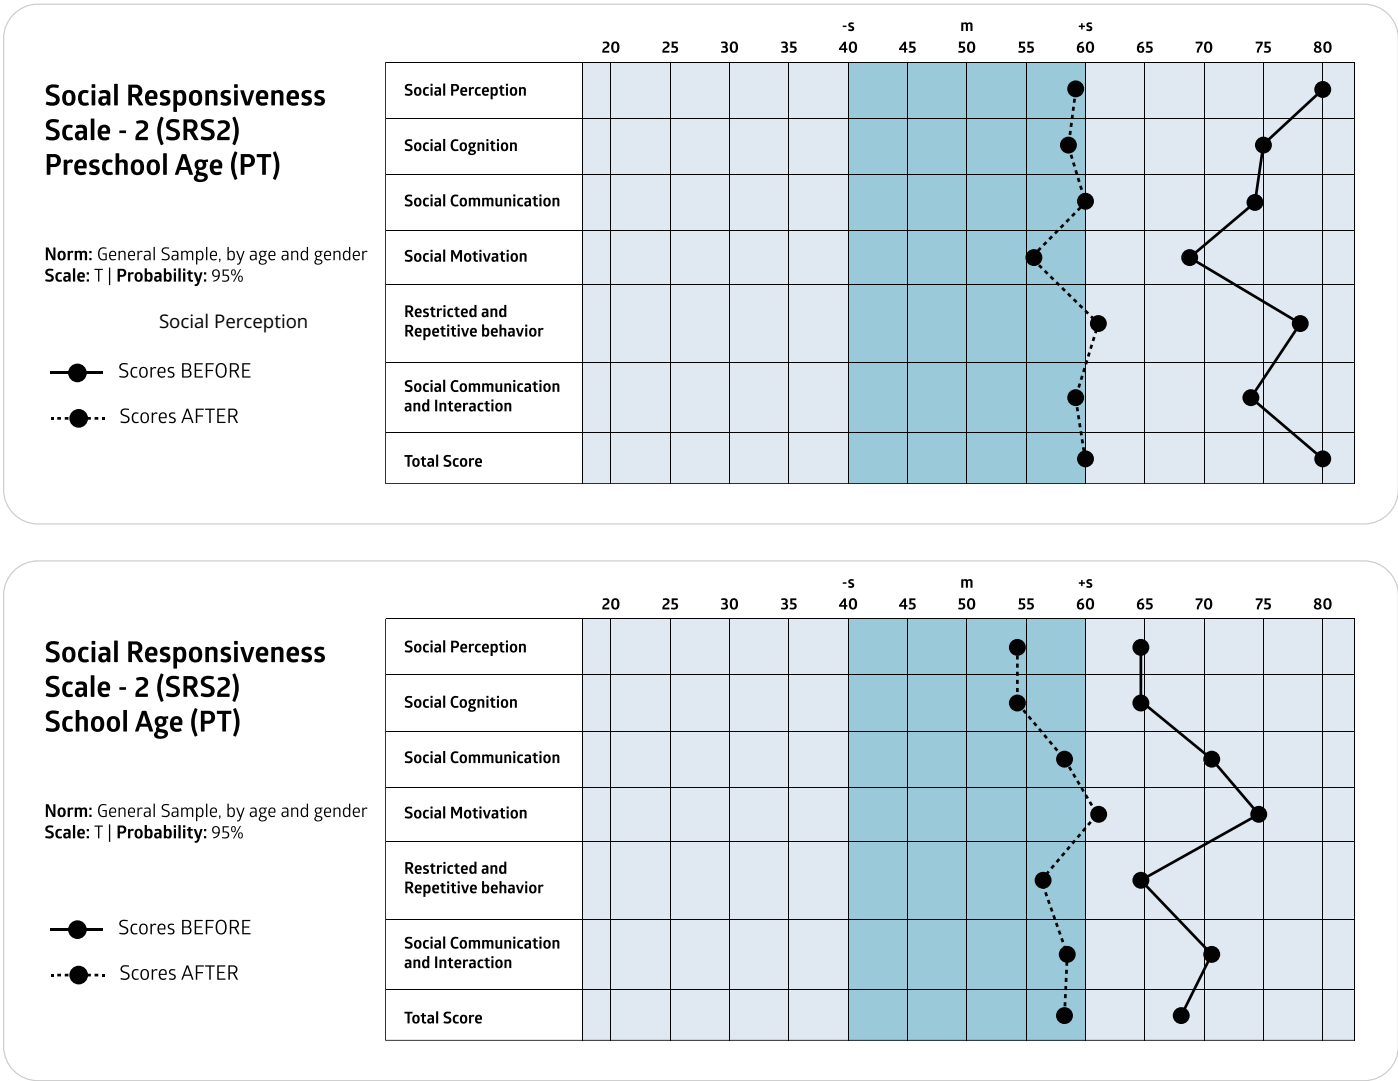 -s m +s
20 25 30 35 40 45 50 55 60 65 70 75 80
Social Responsiveness
Scale - 2 (SRS2)
Preschool Age (PT)
Norm: General Sample, by age and gender
Scale: T | Probability: 95%
Social Perception
Scores BEFORE
Scores AFTER
Social Perception
Social Cognition
Social Communication
Social Motivation
Restricted and
Repetitive behavior
Social Communication
and Interaction
Total Score
-s m +s
20 25 30 35 40 45 50 55 60 65 70 75 80
Social Responsiveness
Scale - 2 (SRS2)
School Age (PT)
Norm: General Sample, by age and gender
Scale: T | Probability: 95%
Scores BEFORE
Scores AFTER
Social Perception
Social Cognition
Social Communication
Social Motivation
Restricted and
Repetitive behavior
Social Communication
and Interaction
Total Score